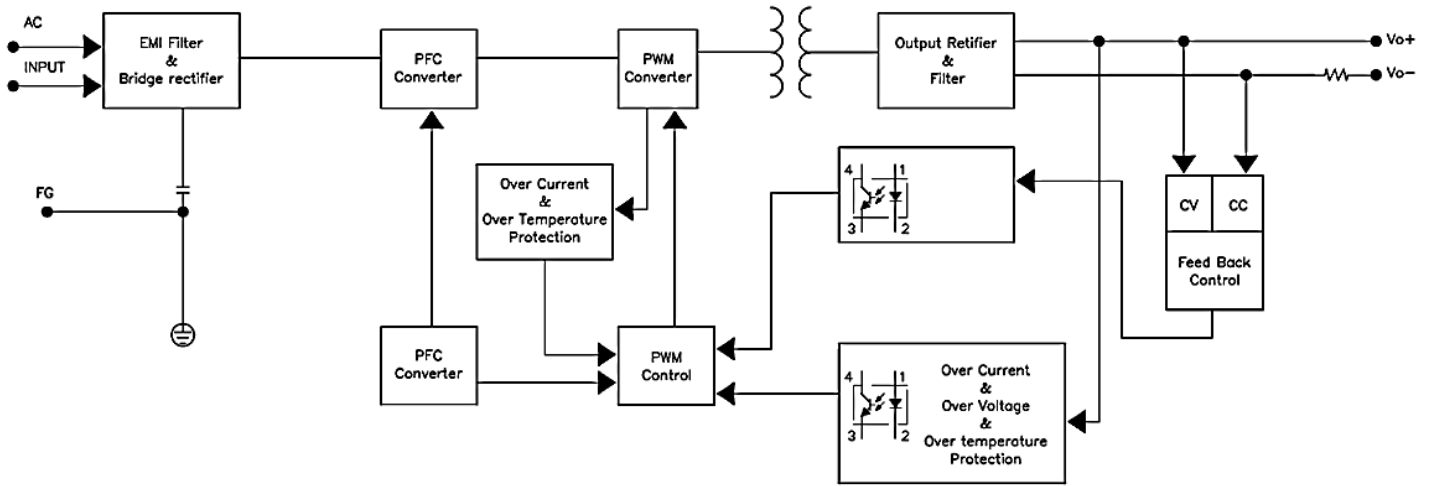 AC
INPUT
EMI Filter
&
Bridge rectifier
PFC
Converter
PWM
Converter
Output Retifier
&
Filter
Vo+
Vo-
FG
Over Current
&
Over Temperature
Protection
4 1
3 2
CV CC
Feed Back
Control
PFC
Converter
PWM
Control
4 1
3 2
Over Current
&
Over Voltage
&
Over temperature
Protection